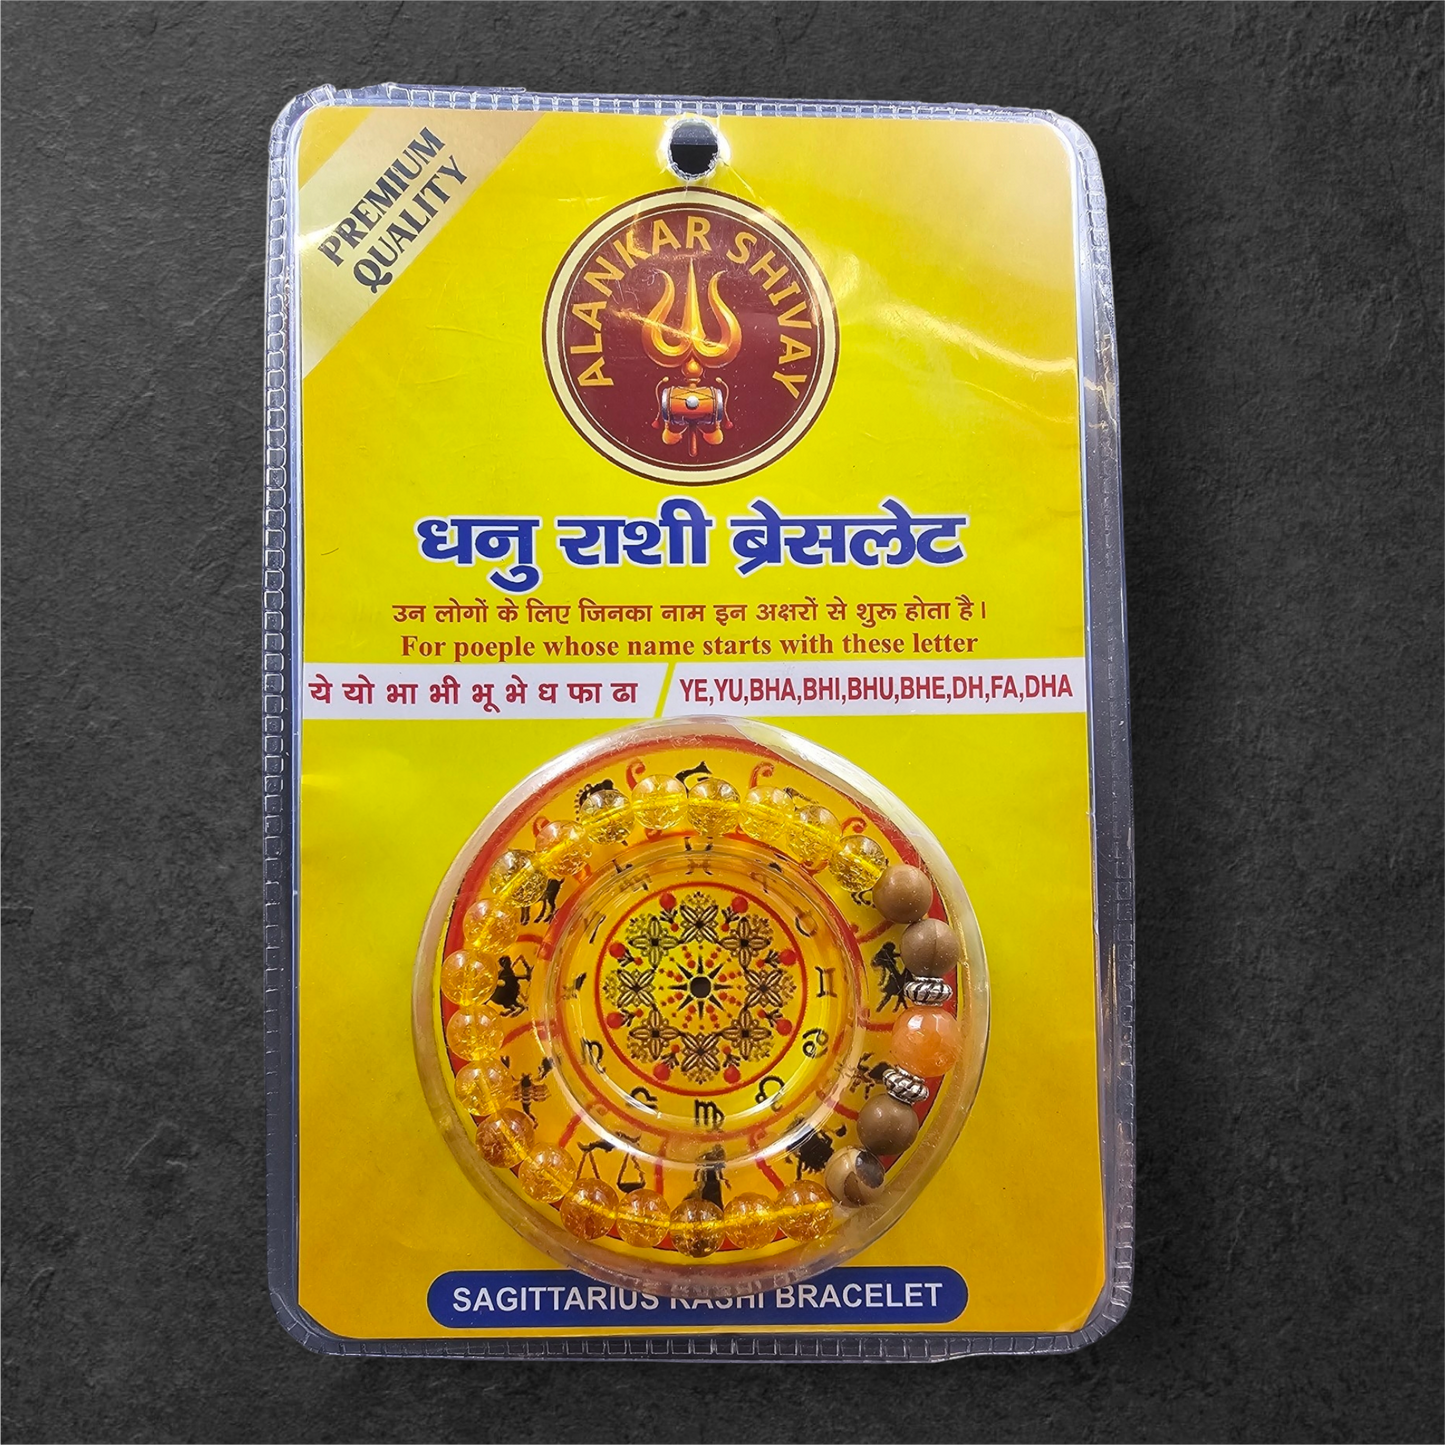 PREMIUM
QUALITY
ALANKAR SHIVAY
धनु राशी ब्रेसलेट
उन लोगों के लिए जिनका नाम इन अक्षरों से शुरू होता है।
For poeple whose name starts with these letter
ये यो भा भी भू भे ध फा ढा
YE,YU,BHA,BHI,BHU,BHE,DH,FA,DHA
SAGITTARIUS RASHI BRACELET